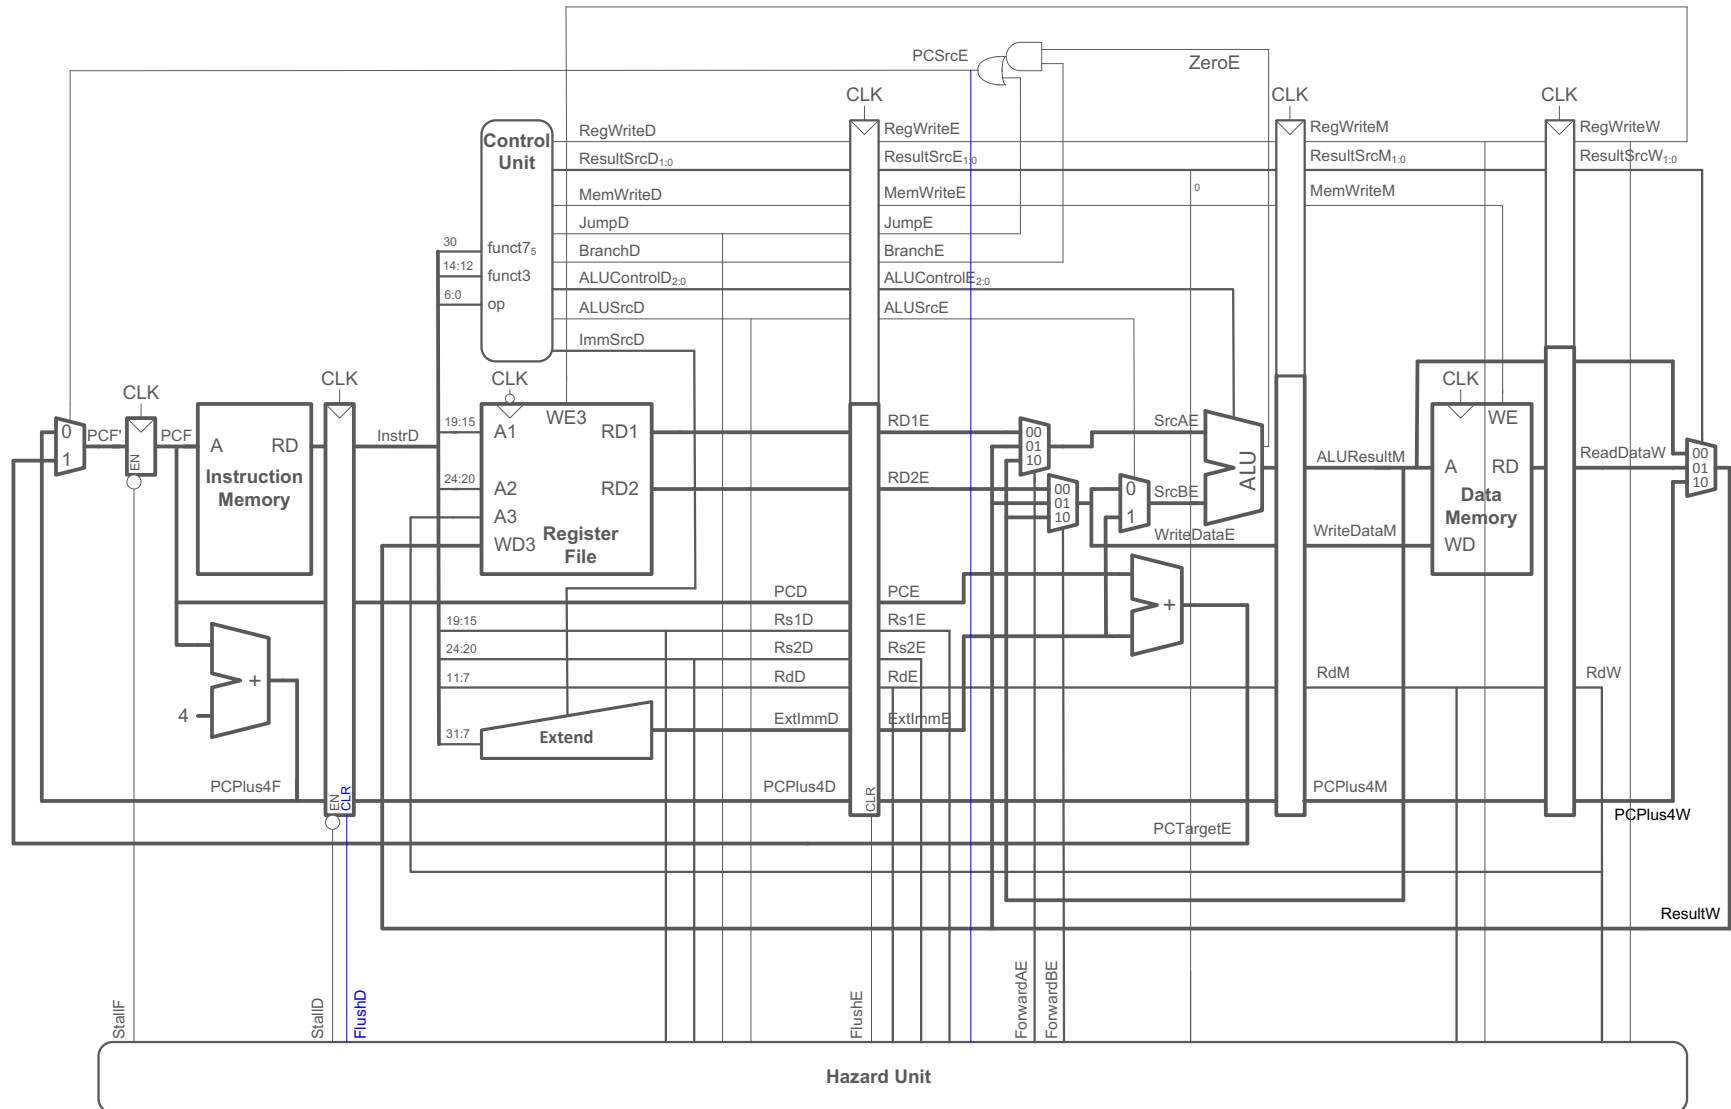 PCSrcE
ZeroE
CLK
CLK
CLK
Control
Unit
RegWriteD
RegWriteE
RegWriteM
RegWriteW
ResultSrcD1:0
ResultSrcE1:0
ResultSrcM1:0
ResultSrcW1:0
0
MemWriteD
MemWriteE
MemWriteM
JumpD
JumpE
30
funct75
BranchD
BranchE
14:12
funct3
ALUControlD2:0
ALUControlE2:0
6:0
op
ALUSrcD
ALUSrcE
ImmSrcD
CLK
CLK
CLK
CLK
0
1
PCF'
EN
PCF
A
RD
Instruction
Memory
InstrD
19:15
A1
WE3
RD1
RD1E
00
01
10
SrcAE
ALU
ALUResultM
A
RD
WE
Data
Memory
WD
ReadDataW
00
01
10
24:20
A2
RD2
RD2E
00
01
10
0
1
SrcBE
A3
WD3
Register
File
WriteDataE
WriteDataM
PCD
PCE
+
19:15
Rs1D
Rs1E
24:20
Rs2D
Rs2E
11:7
RdD
RdE
RdM
RdW
+
4
31:7
Extend
ExtImmD
ExtImmE
PCPlus4F
EN
CLR
PCPlus4D
CLR
PCPlus4M
PCPlus4W
PCTargetE
ResultW
StallF
StallD
FlushD
FlushE
ForwardAE
ForwardBE
Hazard Unit